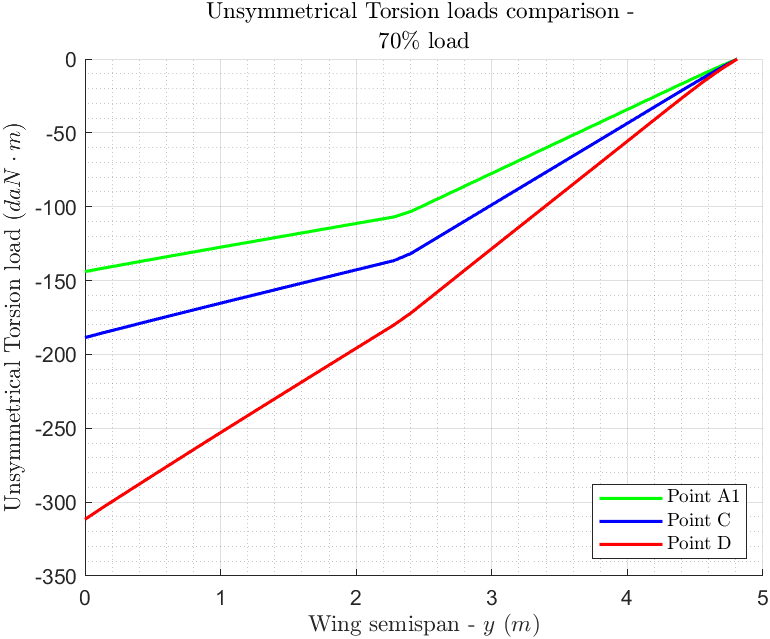 Unsymmetrical Torsion loads comparison -
70% load
Unsymmetrical Torsion load (daN · m)
0
-50
-100
-150
-200
-250
-300
-350
0 1 2 3 4 5
Wing semispan - y (m)
Point A1
Point C
Point D